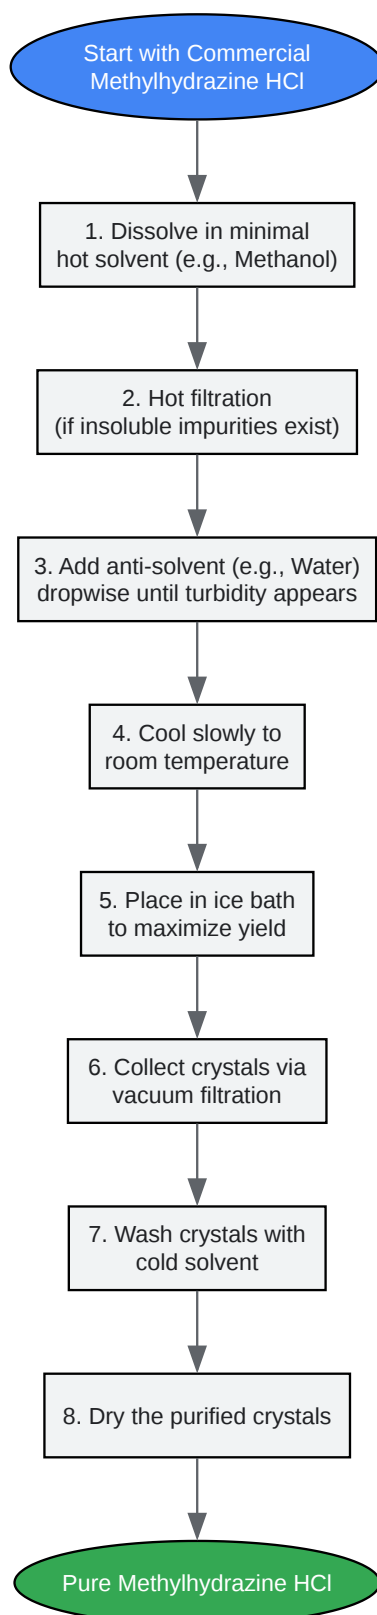 Start with Commercial
Methylhydrazine HCl
1. Dissolve in minimal
hot solvent (e.g., Methanol)
2. Hot filtration
(if insoluble impurities exist)
3. Add anti-solvent (e.g., Water)
dropwise until turbidity appears
4. Cool slowly to
room temperature
5. Place in ice bath
to maximize yield
6. Collect crystals via
vacuum filtration
7. Wash crystals with
cold solvent
8. Dry the purified crystals
Pure Methylhydrazine HCl